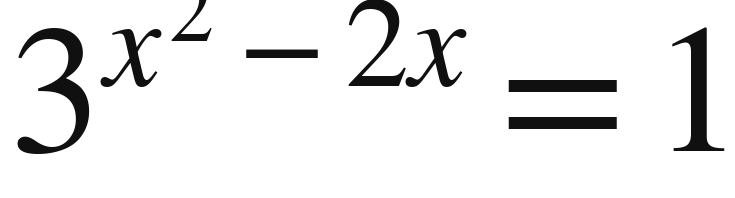 3^{x^2 - 2x} = 1